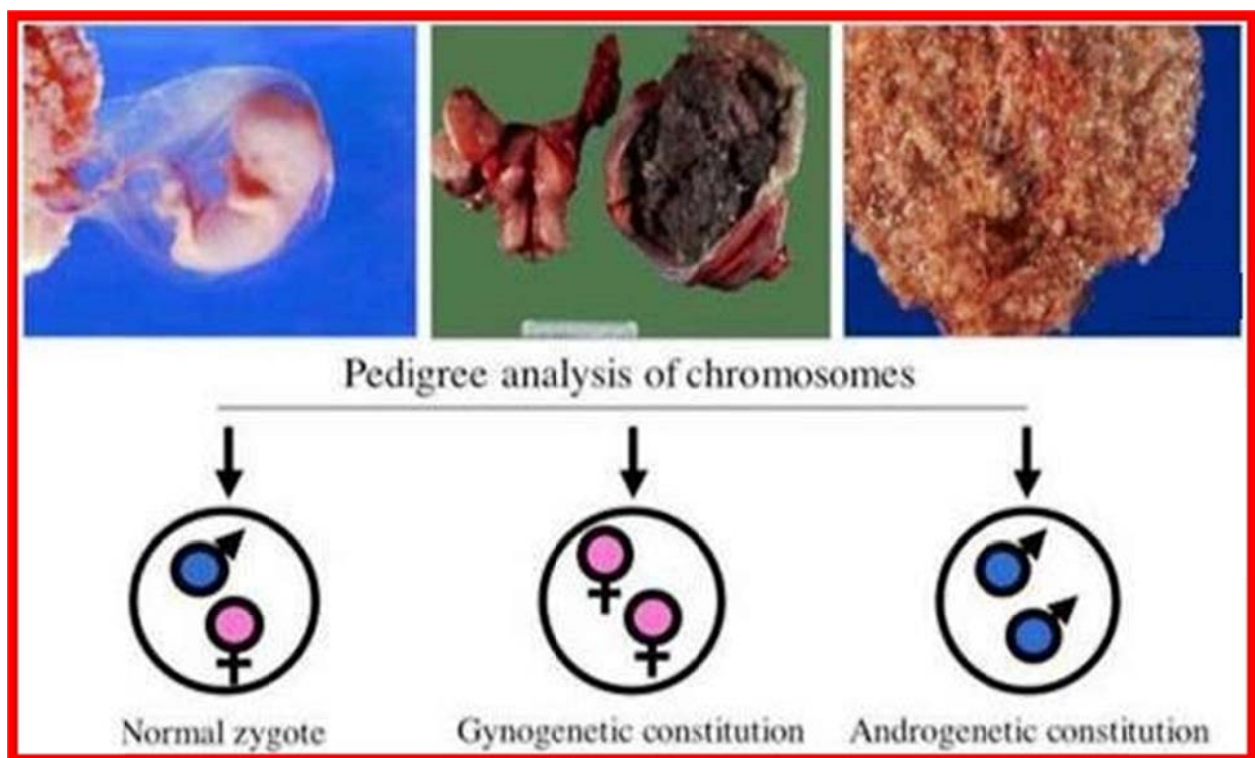 Pedigree analysis of chromosomes
Normal zygote
Gynogenetic constitution
Androgenetic constitution